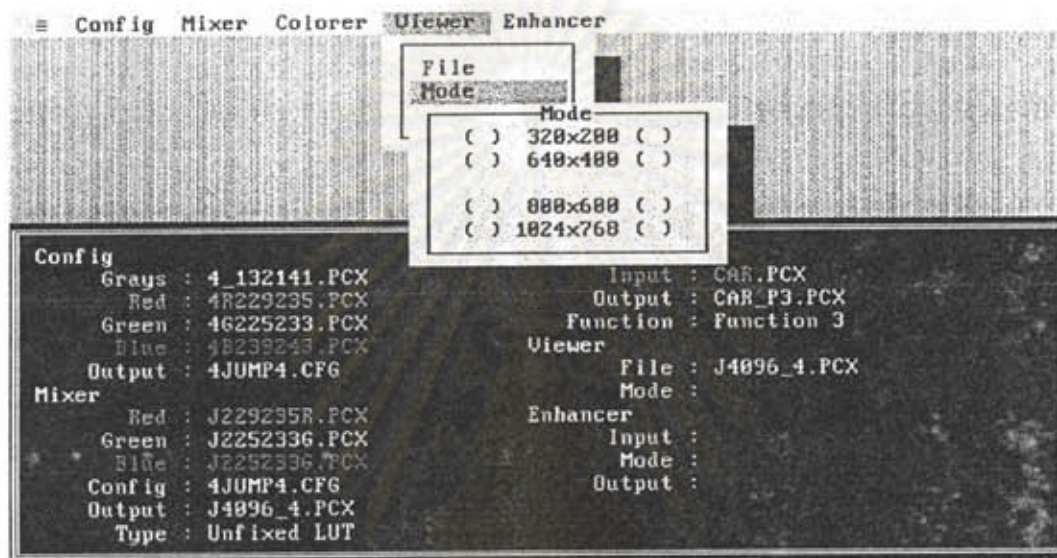 ≡ Config Mixer Colorer Viewer Enhancer
File
Mode
Mode
( ) 320x200 ( )
( ) 640x400 ( )
( ) 800x600 ( )
( ) 1024x768 ( )
Config
Grays : 4_132141.PCX
Red : 4R229235.PCX
Green : 4G225233.PCX
Blue : 4B239243.PCX
Output : 4JUMP4.CFG
Mixer
Red : J229235R.PCX
Green : J225233G.PCX
Blue : J225233G.PCX
Config : 4JUMP4.CFG
Output : J4096_4.PCX
Type : Unfixed LUT
Input : CAR.PCX
Output : CAR_P3.PCX
Function : Function 3
Viewer
File : J4096_4.PCX
Mode :
Enhancer
Input :
Mode :
Output :